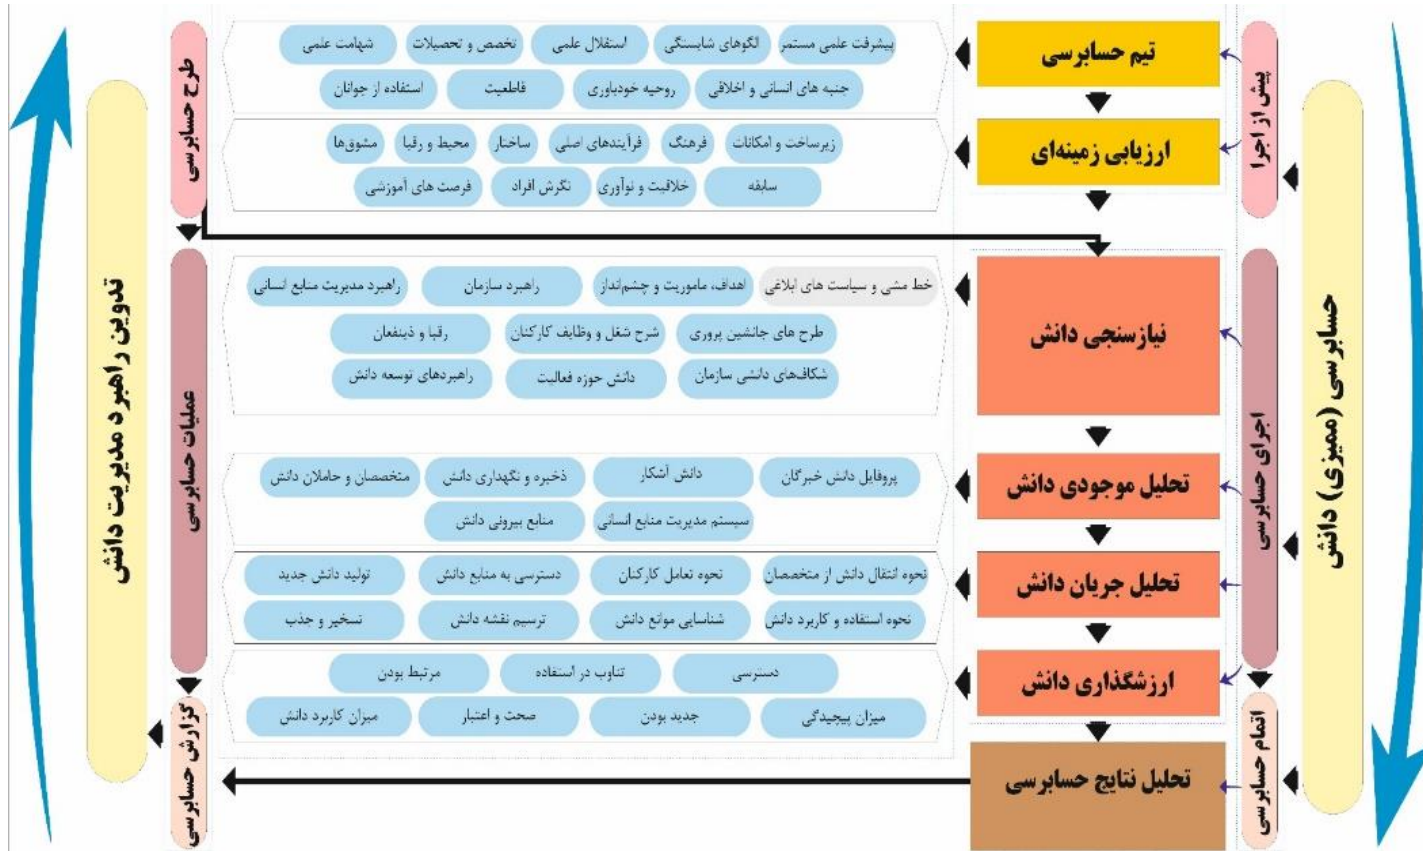 حسابرسی (ممیزی) دانش
پیش از اجرا
تیم حسابرسی
پیشرفت علمی مستمر
الگوهای شایستگی
استقلال علمی
تخصص و تحصیلات
شهامت علمی
جنبه های انسانی و اخلاقی
روحیه خودباوری
قاطعیت
استفاده از جوانان
ارزیابی زمینه‌ای
زیرساخت و امکانات
فرهنگ
فرآیندهای اصلی
ساختار
محیط و رقبا
مشوق‌ها
سابقه
خلاقیت و نوآوری
نگرش افراد
فرصت های آموزشی
طرح حسابرسی
اجرای حسابرسی
نیازسنجی دانش
خط مشی و سیاست های ابلاغی
اهداف، ماموریت و چشم‌انداز
راهبرد سازمان
راهبرد مدیریت منابع انسانی
طرح های جانشین پروری
شرح شغل و وظایف کارکنان
رقبا و ذینفعان
شکاف‌های دانشی سازمان
دانش حوزه فعالیت
راهبردهای توسعه دانش
تحلیل موجودی دانش
پروفایل دانش خبرگان
دانش آشکار
ذخیره و نگهداری دانش
متخصصان و حاملان دانش
سیستم مدیریت منابع انسانی
منابع بیرونی دانش
تحلیل جریان دانش
نحوه انتقال دانش از متخصصان
نحوه تعامل کارکنان
دسترسی به منابع دانش
تولید دانش جدید
نحوه استفاده و کاربرد دانش
شناسایی موانع دانش
ترسیم نقشه دانش
تسخیر و جذب
ارزشگذاری دانش
دسترسی
تناوب در استفاده
مرتبط بودن
میزان پیچیدگی
جدید بودن
صحت و اعتبار
میزان کاربرد دانش
عملیات حسابرسی
اتمام حسابرسی
تحلیل نتایج حسابرسی
گزارش حسابرسی
تدوین راهبرد مدیریت دانش